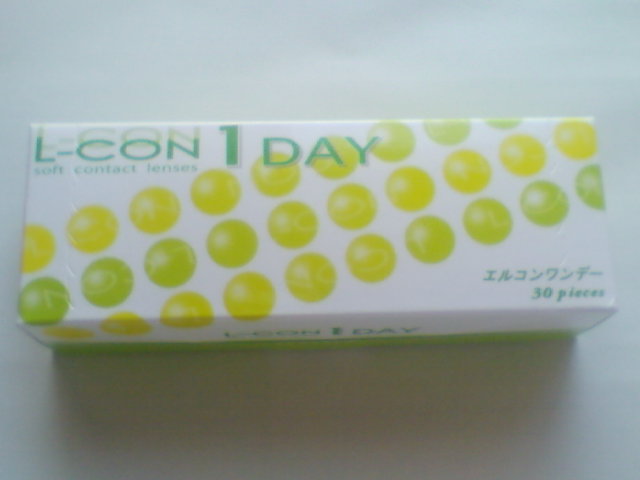 L-CON 1 DAY
soft contact lenses
エルコンワンデー
30 pieces
L-CON 1 DAY